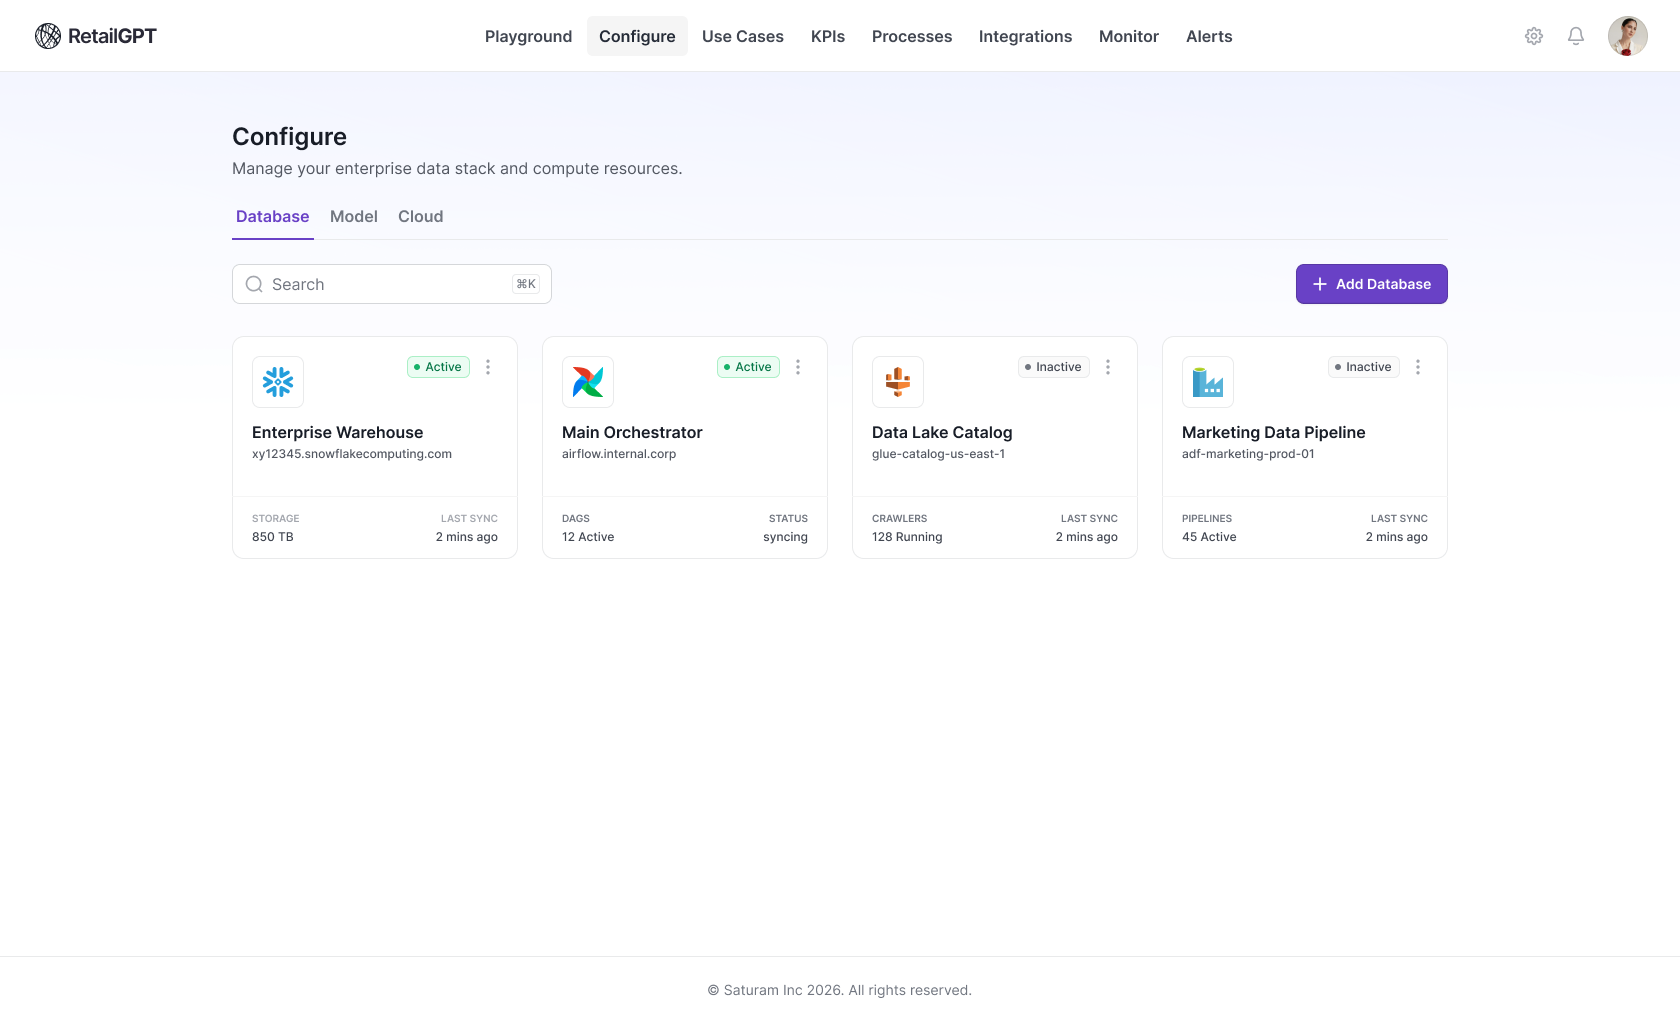 RetailGPT
Playground
Configure
Use Cases
KPIs
Processes
Integrations
Monitor
Alerts
Configure
Manage your enterprise data stack and compute resources.
Database
Model
Cloud
Search
⌘K
Add Database
Active
Enterprise Warehouse
xy12345.snowflakecomputing.com
STORAGE
850 TB
LAST SYNC
2 mins ago
Active
Main Orchestrator
airflow.internal.corp
DAGS
12 Active
STATUS
syncing
Inactive
Data Lake Catalog
glue-catalog-us-east-1
CRAWLERS
128 Running
LAST SYNC
2 mins ago
Inactive
Marketing Data Pipeline
adf-marketing-prod-01
PIPELINES
45 Active
LAST SYNC
2 mins ago
© Saturam Inc 2026. All rights reserved.